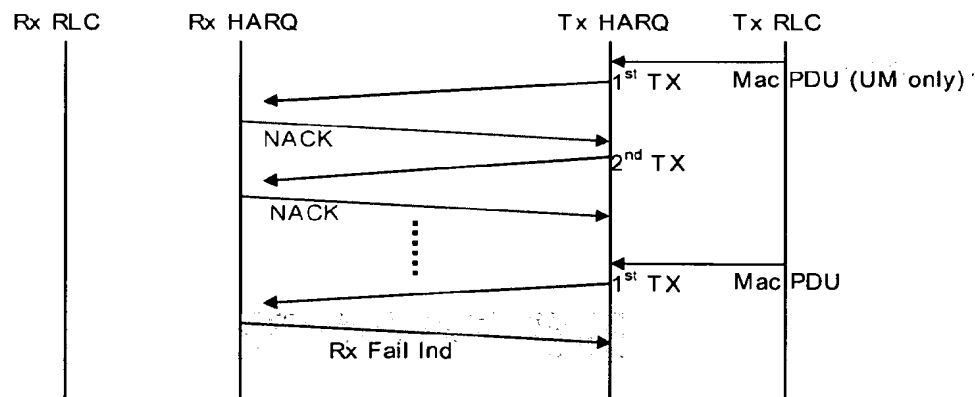 Rx RLC Rx HARQ Tx HARQ Tx RLC
1st TX Mac PDU (UM only)
NACK
2nd TX
NACK
1st TX Mac PDU
Rx Fail Ind